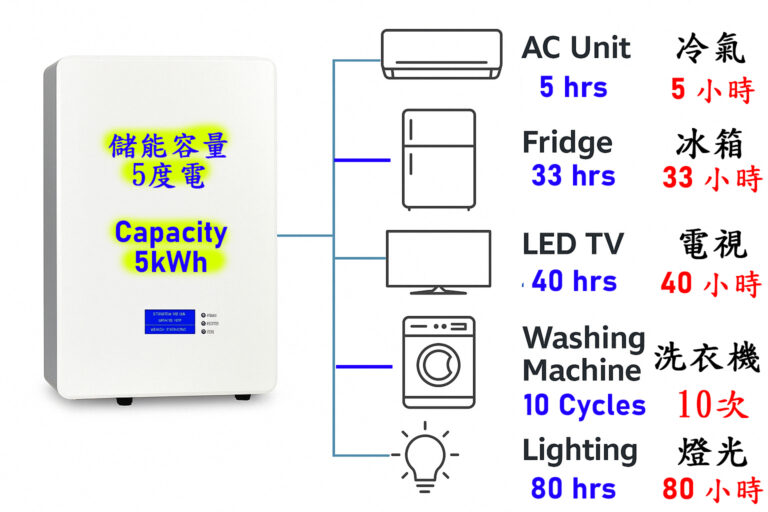 儲能容量
5度電
Capacity
5kWh
AC Unit 冷氣
5 hrs 5 小時
Fridge 冰箱
33 hrs 33 小時
LED TV 電視
40 hrs 40 小時
Washing
Machine 洗衣機
10 Cycles 10次
Lighting 燈光
80 hrs 80 小時